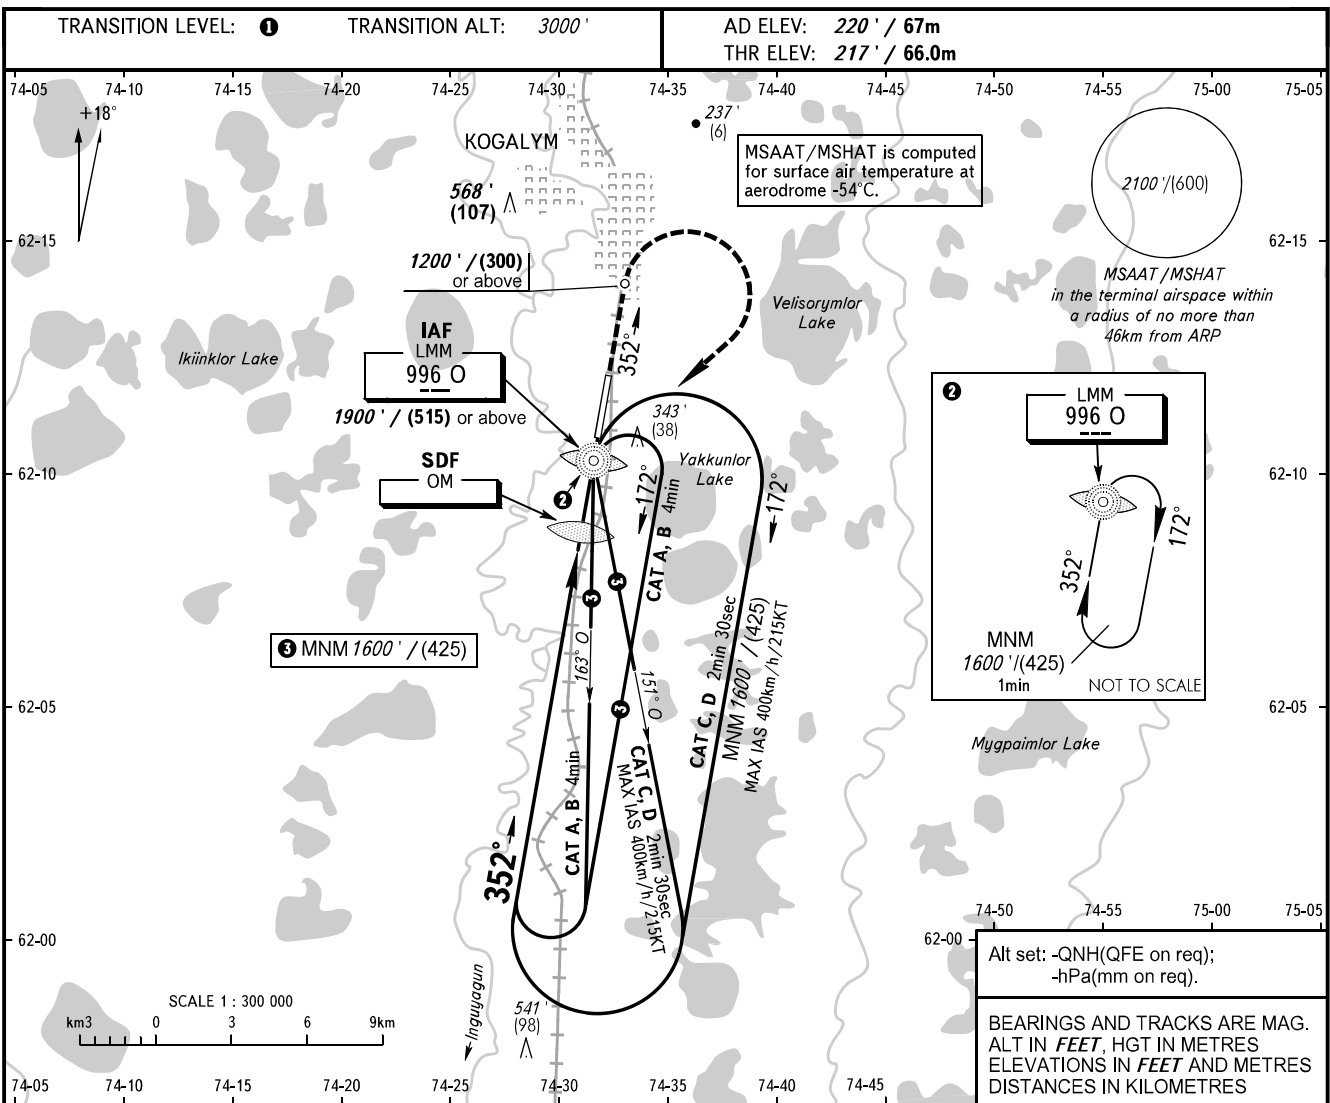 TRANSITION LEVEL: ❶ TRANSITION ALT: 3000'
AD ELEV: 220' / 67m
THR ELEV: 217' / 66.0m
74-05 74-10 74-15 74-20 74-25 74-30 74-35 74-40 74-45 74-50 74-55 75-00 75-05
+18°
KOGALYM
237'
(6)
MSAAT/MSHAT is computed
for surface air temperature at
aerodrome -54°C.
2100'/(600)
568'
(107)
62-15
62-15
1200' / (300)
or above
MSAAT/MSHAT
in the terminal airspace within
a radius of no more than
46km from ARP
Velisorymlor
Lake
IAF
LMM
996 O
1900' / (515) or above
Ikiinklor Lake
352°
343'
(38)
SDF
OM
Yakkunlor
Lake
62-10
62-10
❷
172°
CAT A, B 4min
172°
❷
LMM
996 O
352°
172°
MNM
1600'/(425)
1min
NOT TO SCALE
❸
❸
❸ MNM 1600' / (425)
163° O
151° O
❸
CAT C, D 2min 30sec
MNM 1600' / (425)
MAX IAS 400km/h/215KT
62-05
62-05
Mygpaimlor Lake
CAT A, B 4min
CAT C, D 2min 30sec
MAX IAS 400km/h/215KT
352°
74-50 74-55 75-00 75-05
62-00
62-00
Alt set: -QNH(QFE on req);
-hPa(mm on req).
Inguyagun
541'
(98)
SCALE 1 : 300 000
km3 0 3 6 9km
BEARINGS AND TRACKS ARE MAG.
ALT IN FEET, HGT IN METRES
ELEVATIONS IN FEET AND METRES
DISTANCES IN KILOMETRES
74-05 74-10 74-15 74-20 74-25 74-30 74-35 74-40 74-45